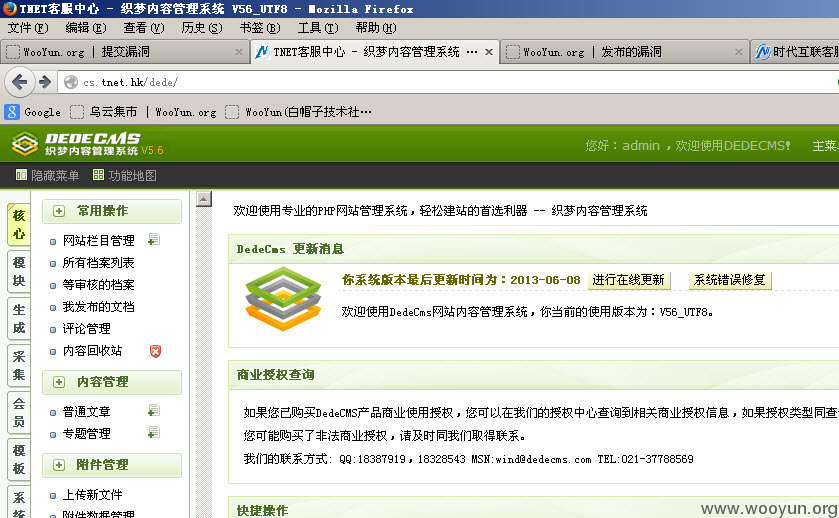 TNET客服中心 - 织梦内容管理系统 V56_UTF8 - Mozilla Firefox
文件(F) 编辑(E) 查看(V) 历史(S) 书签(B) 工具(T) 帮助(H)
WooYun.org | 提交漏洞
TNET客服中心 - 织梦内容管理系统 …
WooYun.org | 发布的漏洞
时代互联客服
cs.tnet.hk/dede/
Google 乌云集市 | WooYun.org WooYun(白帽子技术社…
DEDECMS
织梦内容管理系统 V5.6
您好：admin ，欢迎使用DEDECMS！ 主菜
隐藏菜单 功能地图
核心
模块
生成
采集
会员
模板
系统
常用操作
网站栏目管理
所有档案列表
等审核的档案
我发布的文档
评论管理
内容回收站
内容管理
普通文章
专题管理
附件管理
上传新文件
附件数据管理
欢迎使用专业的PHP网站管理系统，轻松建站的首选利器 -- 织梦内容管理系统
DedeCms 更新消息
你系统版本最后更新时间为：2013-06-08 进行在线更新 系统错误修复
欢迎使用DedeCms网站内容管理系统，你当前的使用版本为：V56_UTF8。
商业授权查询
如果您已购买DedeCMS产品商业使用授权，您可以在我们的授权中心查询到相关商业授权信息，如果授权类型同查
您可能购买了非法商业授权，请及时同我们取得联系。
我们的联系方式: QQ:18387919，18328543 MSN:wind@dedecms.com TEL:021-37788569
快捷操作
www.wooyun.org